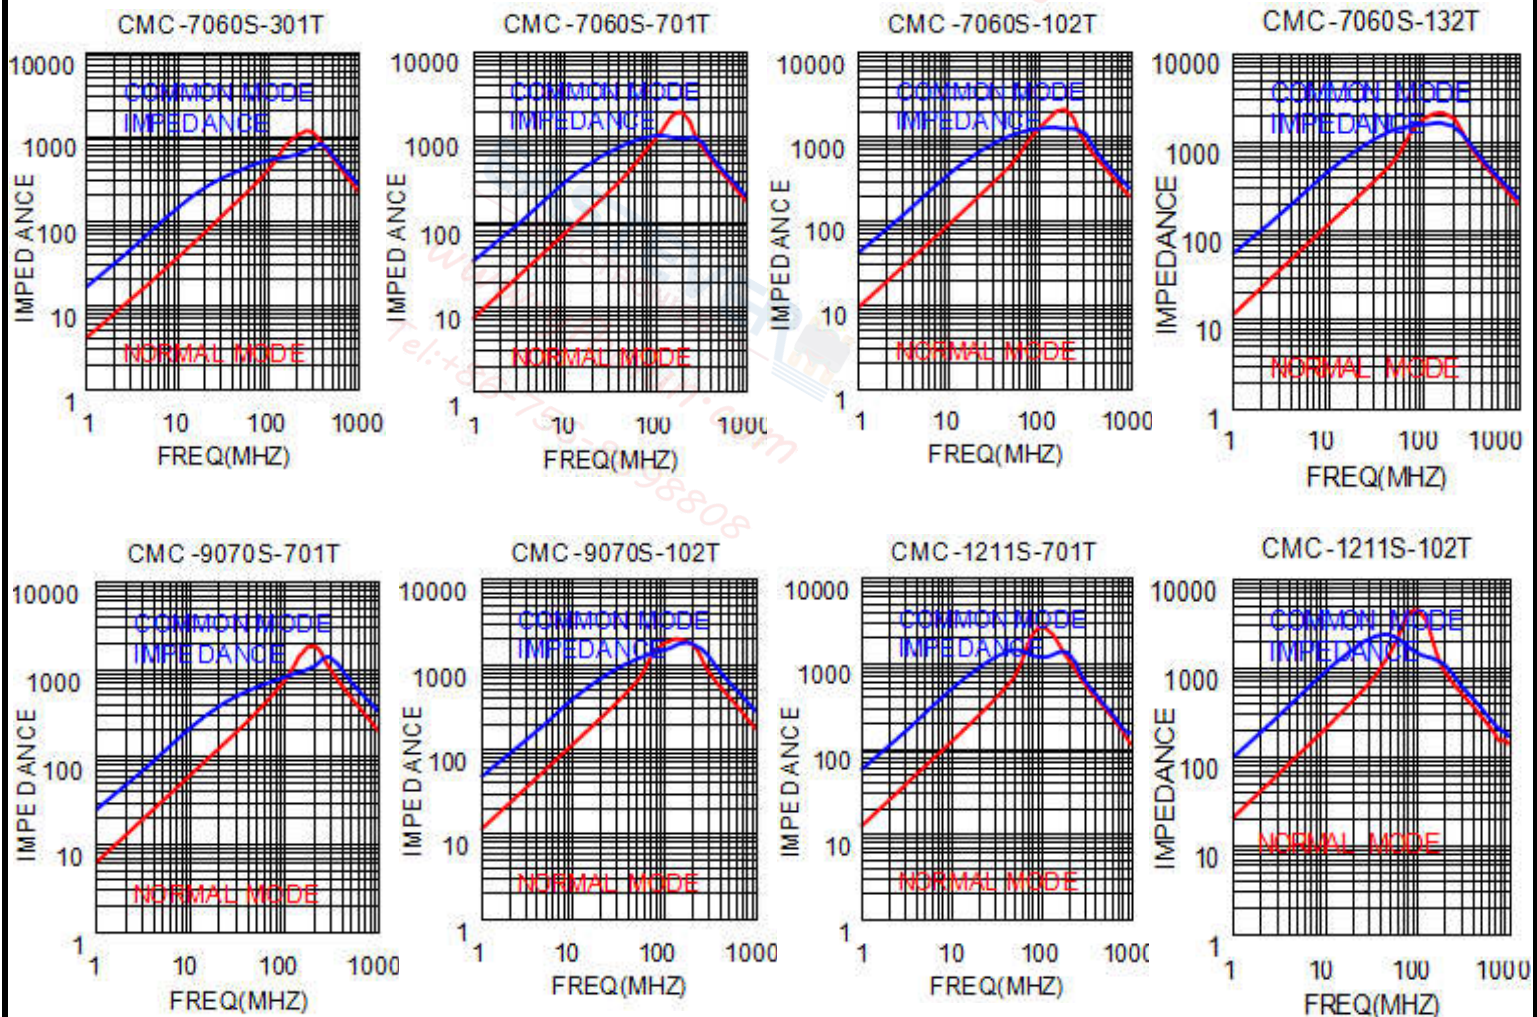 CMC-7060S-301T
10000
1000
100
10
1
IMPEDANCE
COMMON MODE
IMPEDANCE
NORMAL MODE
1 10 100 1000
FREQ(MHZ)
CMC-7060S-701T
10000
1000
100
10
1
IMPEDANCE
COMMON MODE
IMPEDANCE
NORMAL MODE
1 10 100 1000
FREQ(MHZ)
CMC-7060S-102T
10000
1000
100
10
1
IMPEDANCE
COMMON MODE
IMPEDANCE
NORMAL MODE
1 10 100 1000
FREQ(MHZ)
CMC-7060S-132T
10000
1000
100
10
1
IMPEDANCE
COMMON MODE
IMPEDANCE
NORMAL MODE
1 10 100 1000
FREQ(MHZ)
CMC-9070S-701T
10000
1000
100
10
1
IMPEDANCE
COMMON MODE
IMPEDANCE
NORMAL MODE
1 10 100 1000
FREQ(MHZ)
CMC-9070S-102T
10000
1000
100
10
1
IMPEDANCE
COMMON MODE
IMPEDANCE
NORMAL MODE
1 10 100 1000
FREQ(MHZ)
CMC-1211S-701T
10000
1000
100
10
1
IMPEDANCE
COMMON MODE
IMPEDANCE
NORMAL MODE
1 10 100 1000
FREQ(MHZ)
CMC-1211S-102T
10000
1000
100
10
1
IMPEDANCE
COMMON MODE
IMPEDANCE
NORMAL MODE
1 10 100 1000
FREQ(MHZ)